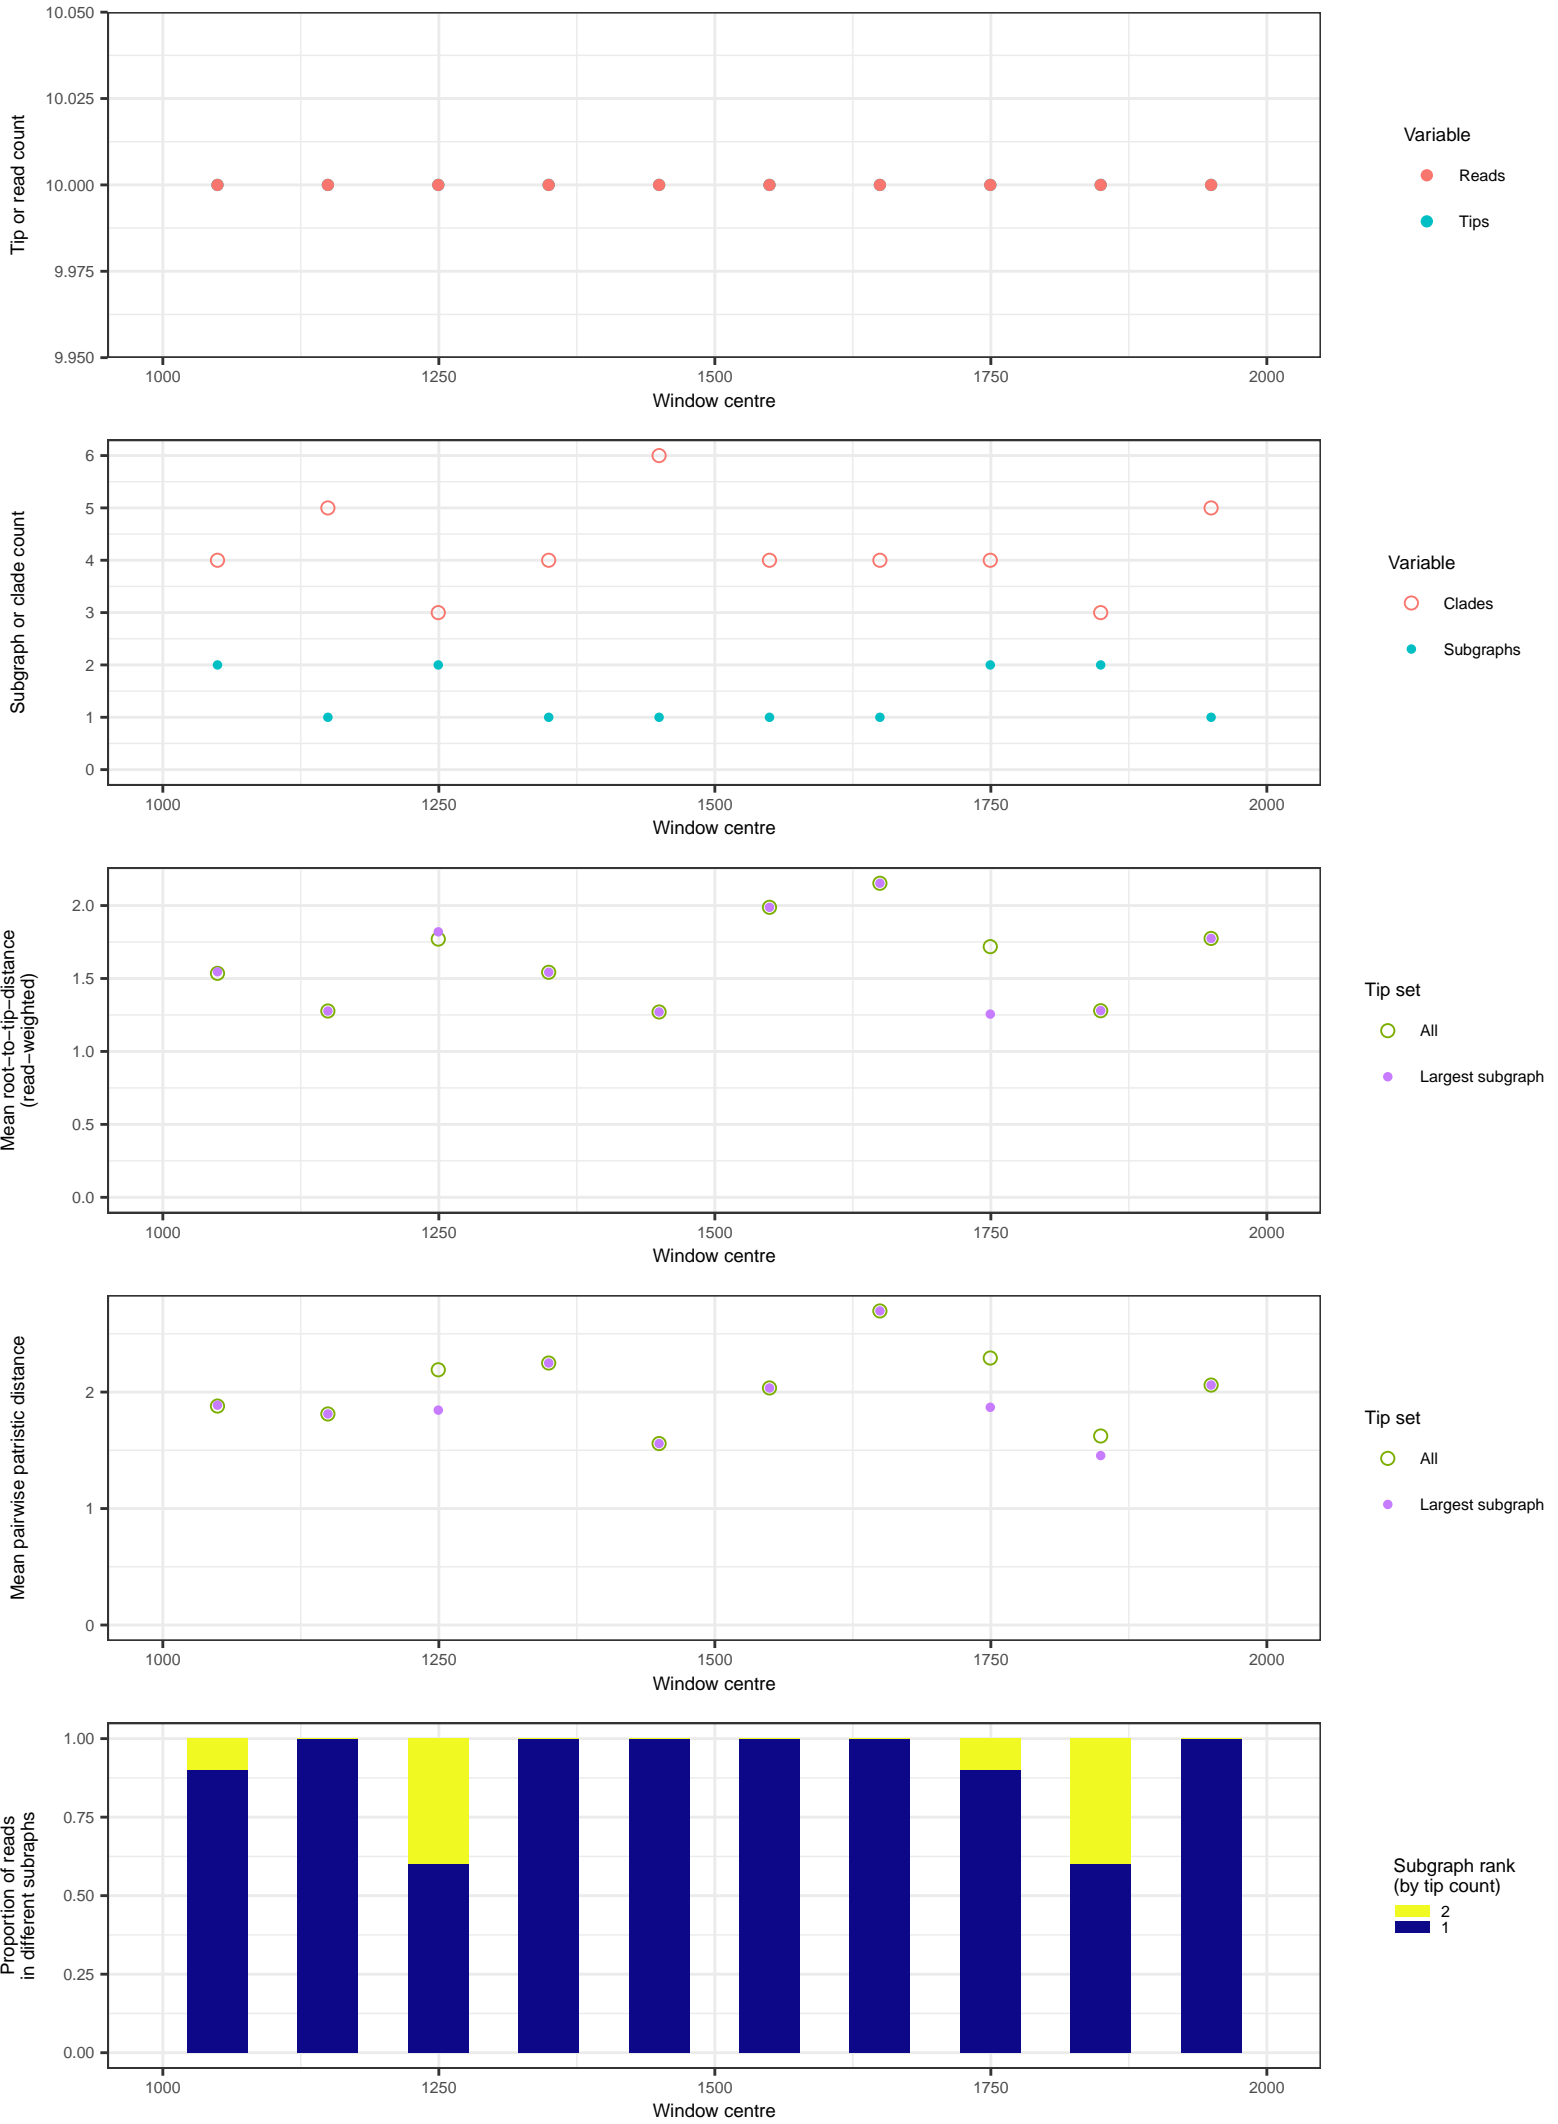 10.050
10.025
10.000
9.975
9.950
Tip or read count
1000 1250 1500 1750 2000
Window centre
Variable
Reads
Tips
6
5
4
3
2
1
0
Subgraph or clade count
1000 1250 1500 1750 2000
Window centre
Variable
Clades
Subgraphs
2.0
1.5
1.0
0.5
0.0
Mean root−to−tip−distance
(read−weighted)
1000 1250 1500 1750 2000
Window centre
Tip set
All
Largest subgraph
2
1
0
Mean pairwise patristic distance
1000 1250 1500 1750 2000
Window centre
Tip set
All
Largest subgraph
1.00
0.75
0.50
0.25
0.00
Proportion of reads
in different subraphs
1000 1250 1500 1750 2000
Window centre
Subgraph rank
(by tip count)
2
1